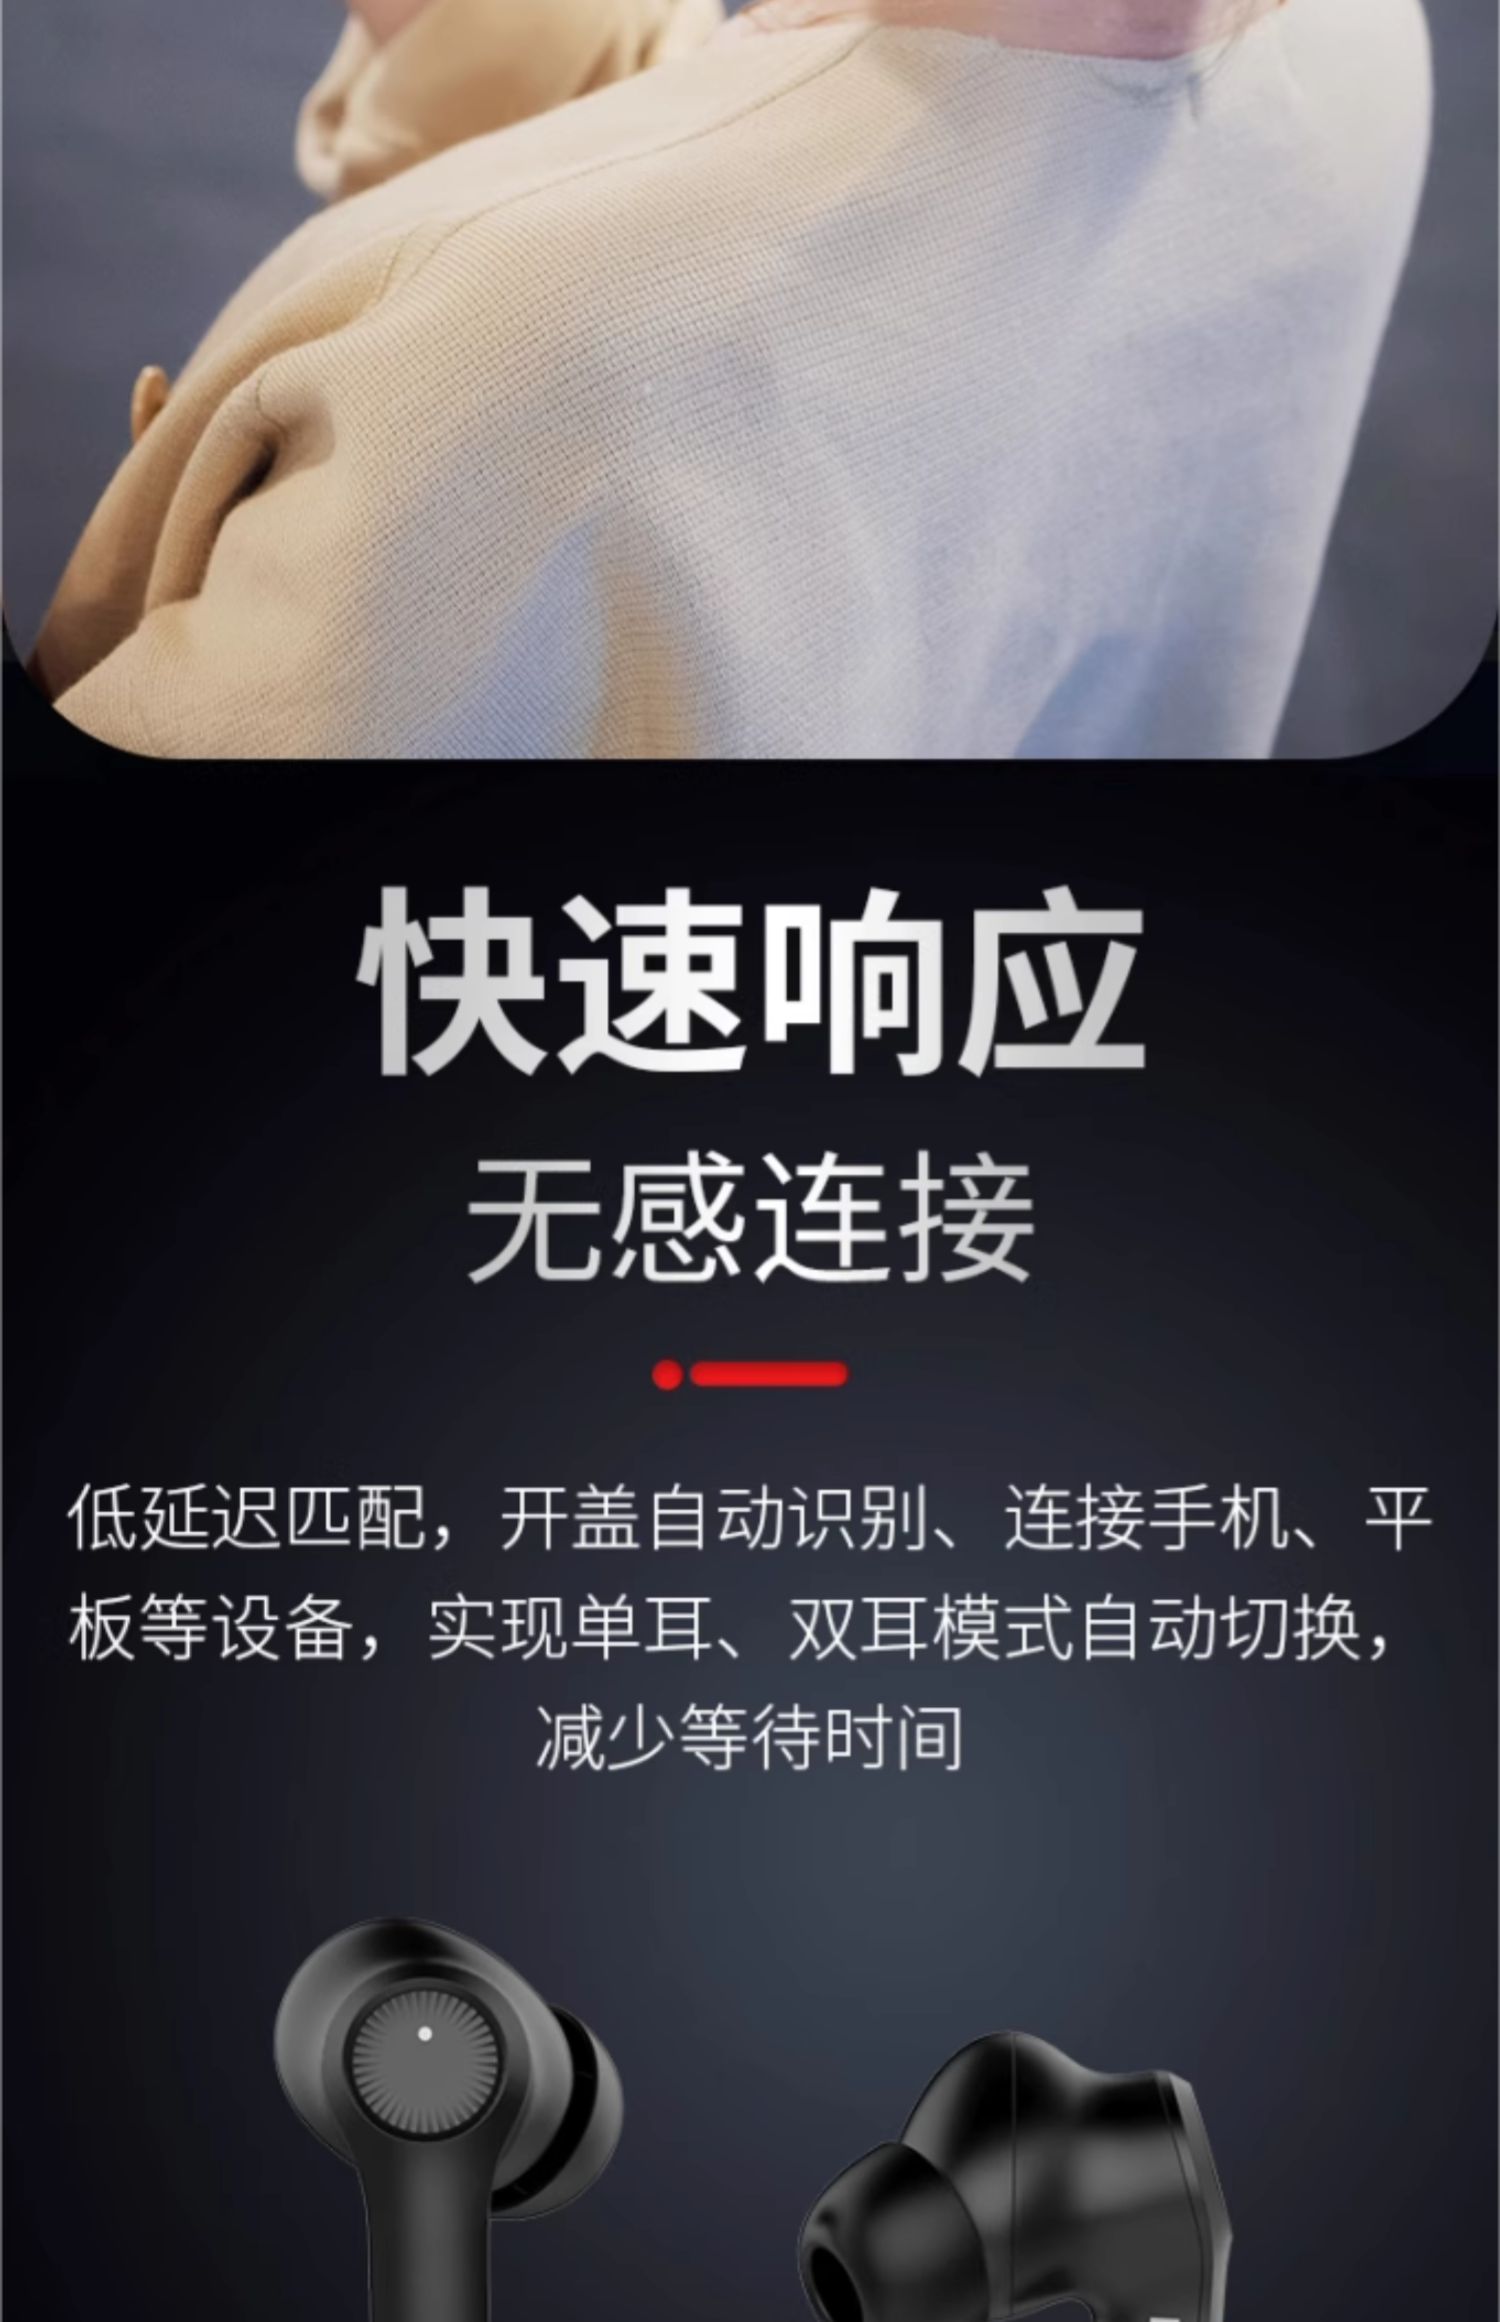 快速响应
无感连接
低延迟匹配，开盖自动识别、连接手机、平
板等设备，实现单耳、双耳模式自动切换，
减少等待时间